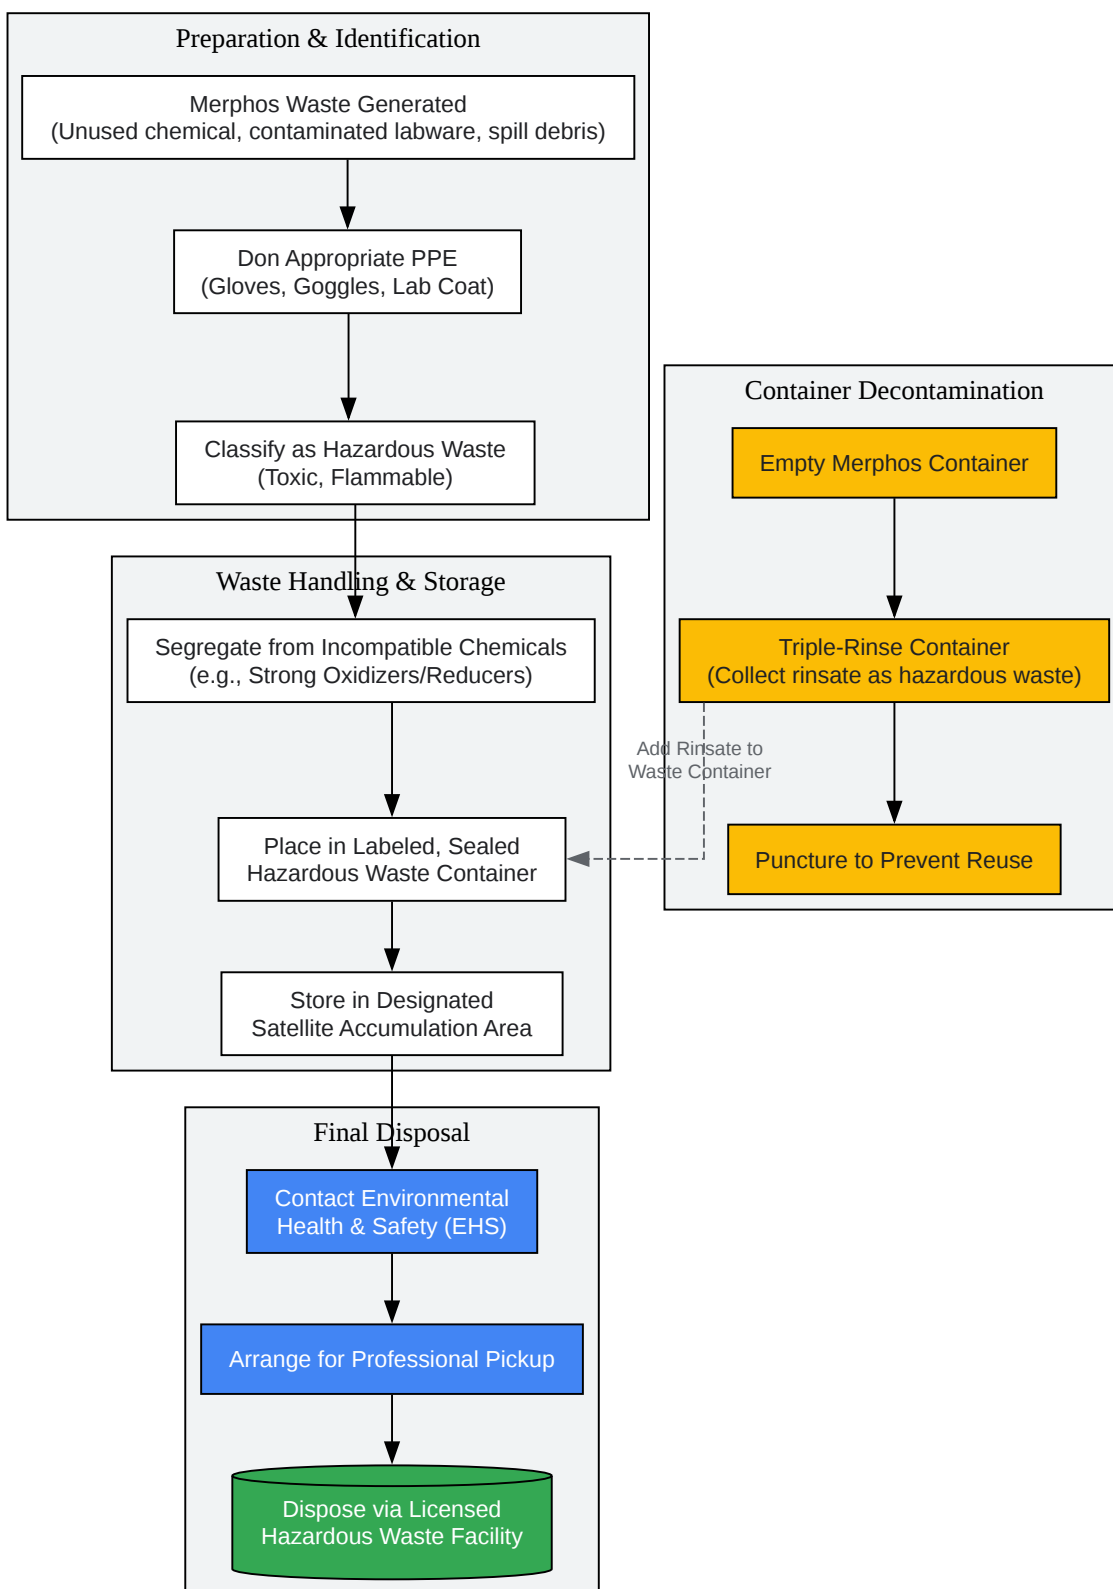 Preparation & Identification
Merphos Waste Generated
(Unused chemical, contaminated labware, spill debris)
Don Appropriate PPE
(Gloves, Goggles, Lab Coat)
Classify as Hazardous Waste
(Toxic, Flammable)
Waste Handling & Storage
Segregate from Incompatible Chemicals
(e.g., Strong Oxidizers/Reducers)
Place in Labeled, Sealed
Hazardous Waste Container
Store in Designated
Satellite Accumulation Area
Container Decontamination
Empty Merphos Container
Triple-Rinse Container
(Collect rinsate as hazardous waste)
Add Rinsate to
Waste Container
Puncture to Prevent Reuse
Final Disposal
Contact Environmental
Health & Safety (EHS)
Arrange for Professional Pickup
Dispose via Licensed
Hazardous Waste Facility